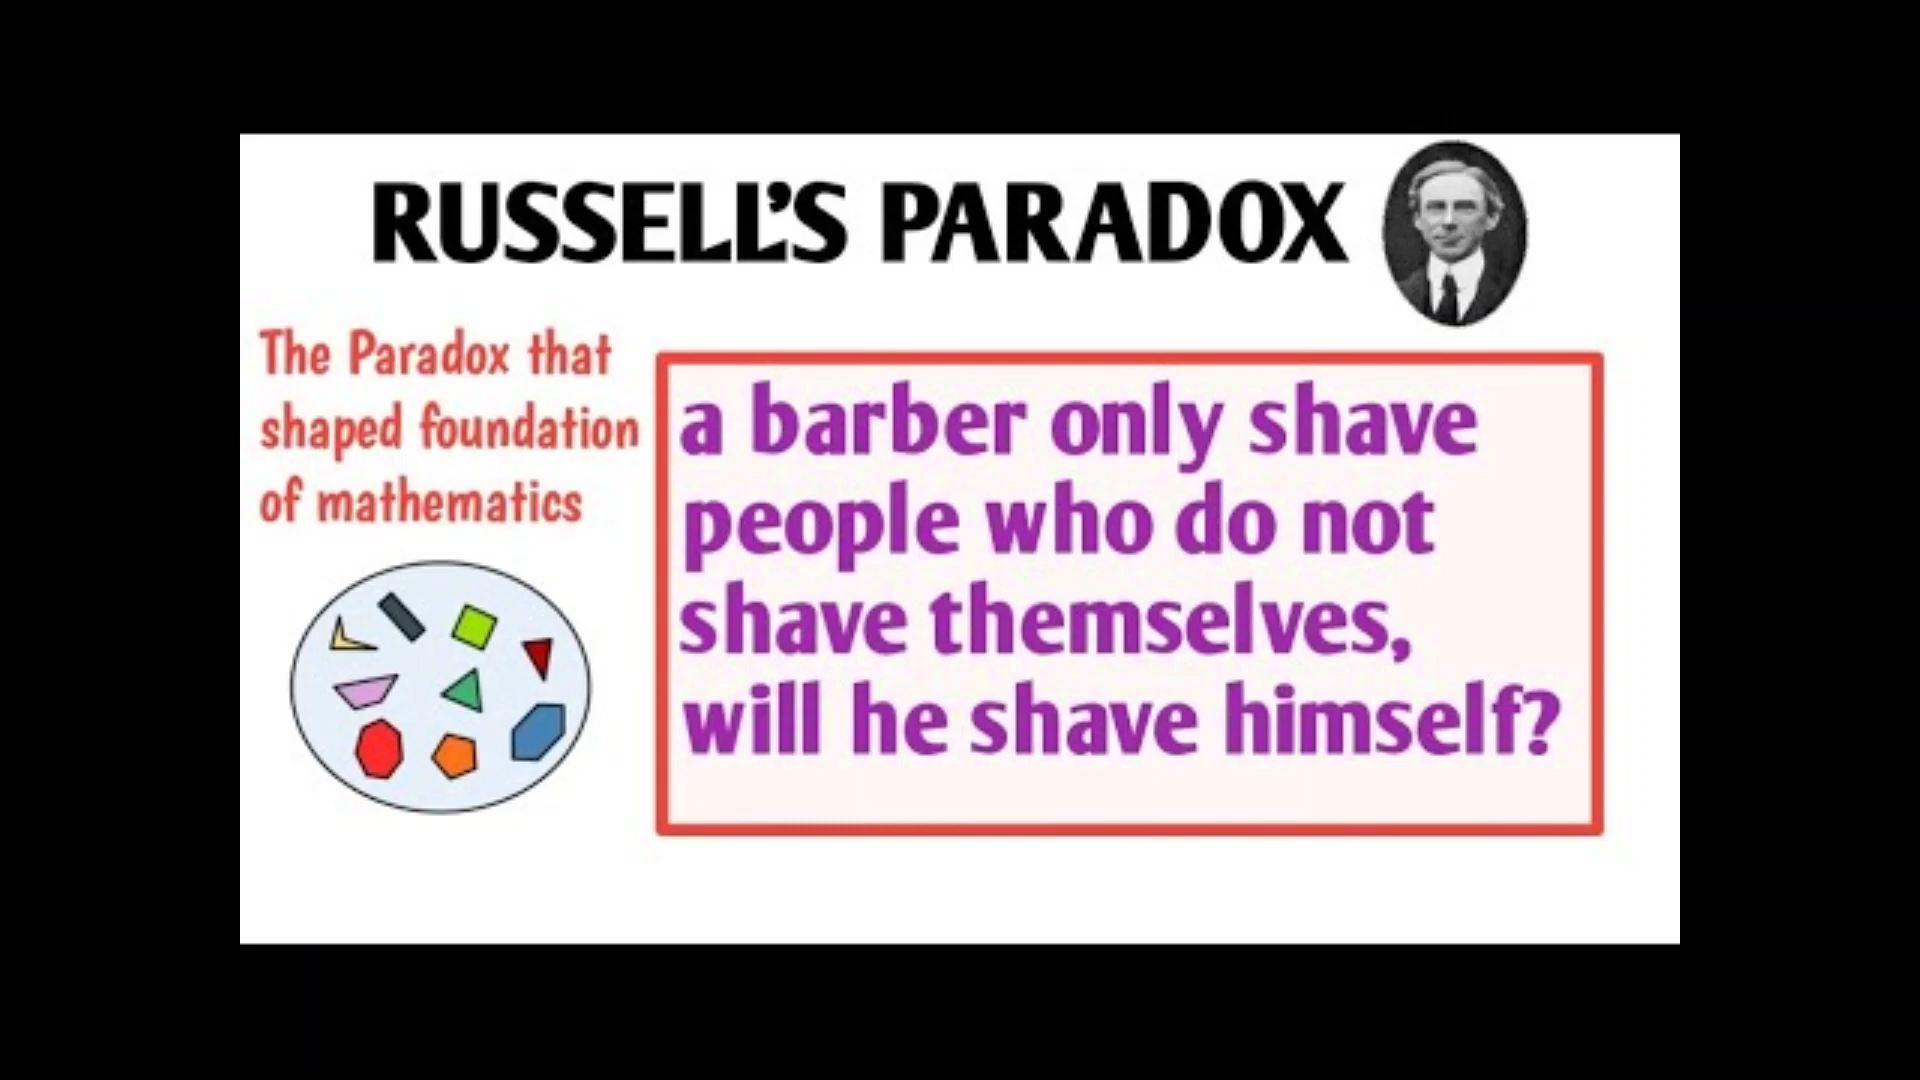 RUSSELL'S PARADOX
The Paradox that
shaped foundation
of mathematics
a barber only shave
people who do not
shave themselves,
will he shave himself?